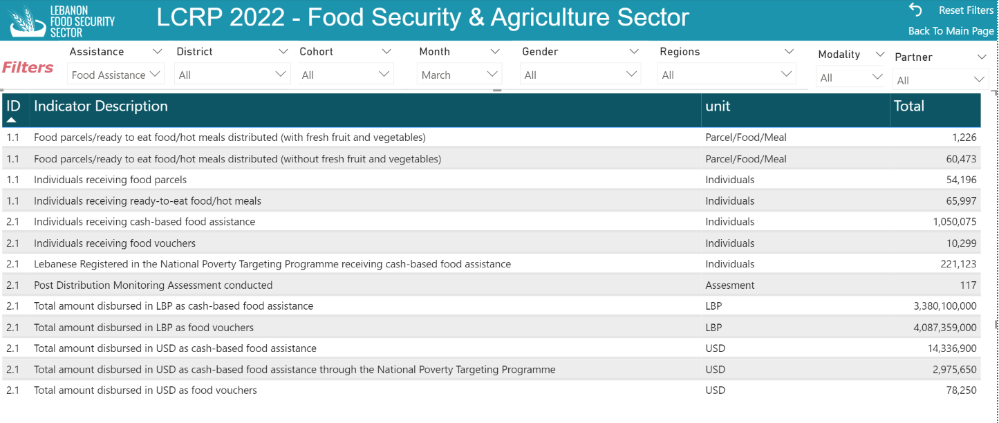 LEBANON
FOOD SECURITY
SECTOR
LCRP 2022 - Food Security & Agriculture Sector
Reset Filters
Back To Main Page
Filters
Assistance District Cohort Month Gender Regions Modality Partner
Food Assistance All All March All All All All
ID Indicator Description unit Total
1.1 Food parcels/ready to eat food/hot meals distributed (with fresh fruit and vegetables) Parcel/Food/Meal 1,226
1.1 Food parcels/ready to eat food/hot meals distributed (without fresh fruit and vegetables) Parcel/Food/Meal 60,473
1.1 Individuals receiving food parcels Individuals 54,196
1.1 Individuals receiving ready-to-eat food/hot meals Individuals 65,997
2.1 Individuals receiving cash-based food assistance Individuals 1,050,075
2.1 Individuals receiving food vouchers Individuals 10,299
2.1 Lebanese Registered in the National Poverty Targeting Programme receiving cash-based food assistance Individuals 221,123
2.1 Post Distribution Monitoring Assessment conducted Assesment 117
2.1 Total amount disbursed in LBP as cash-based food assistance LBP 3,380,100,000
2.1 Total amount disbursed in LBP as food vouchers LBP 4,087,359,000
2.1 Total amount disbursed in USD as cash-based food assistance USD 14,336,900
2.1 Total amount disbursed in USD as cash-based food assistance through the National Poverty Targeting Programme USD 2,975,650
2.1 Total amount disbursed in USD as food vouchers USD 78,250